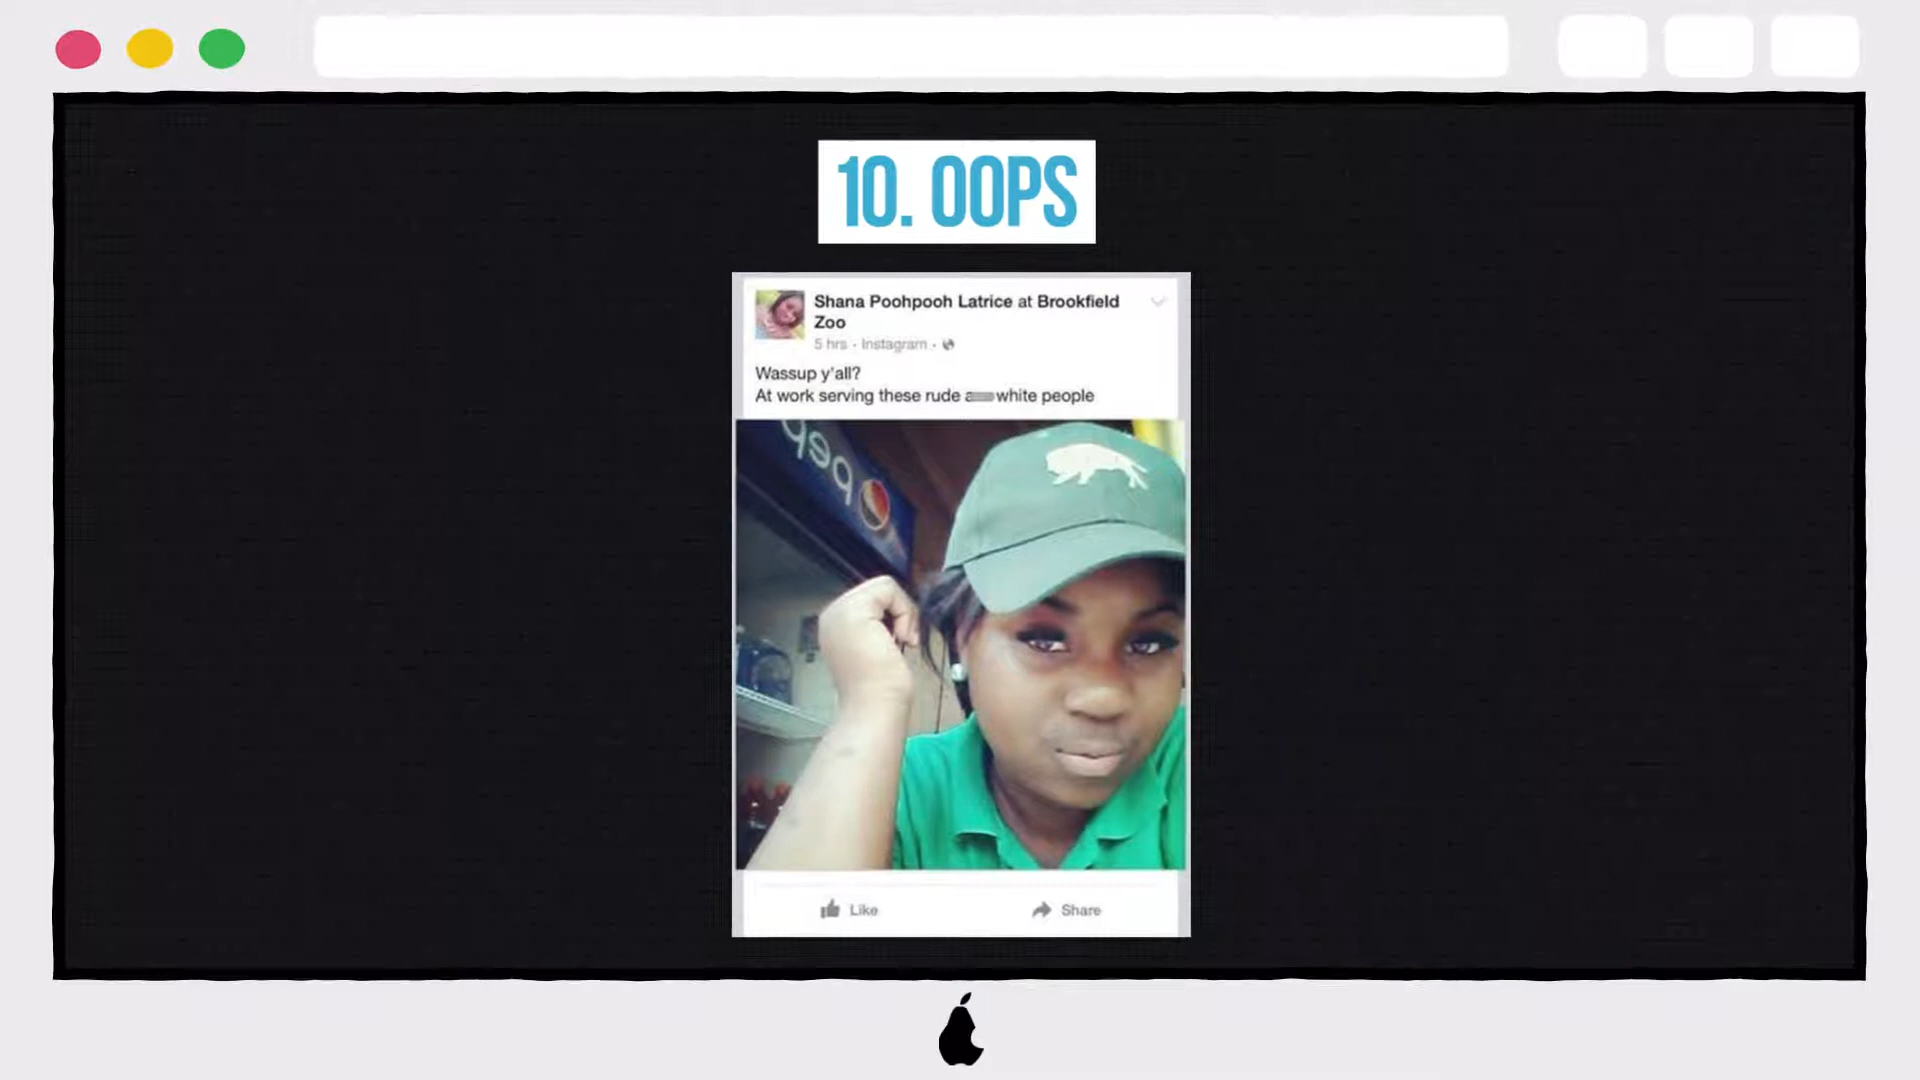 10. OOPS
Shana Poohpooh Latrice at Brookfield
Zoo
5 hrs · Instagram ·
Wassup y'all?
At work serving these rude a white people
pep
Like
Share